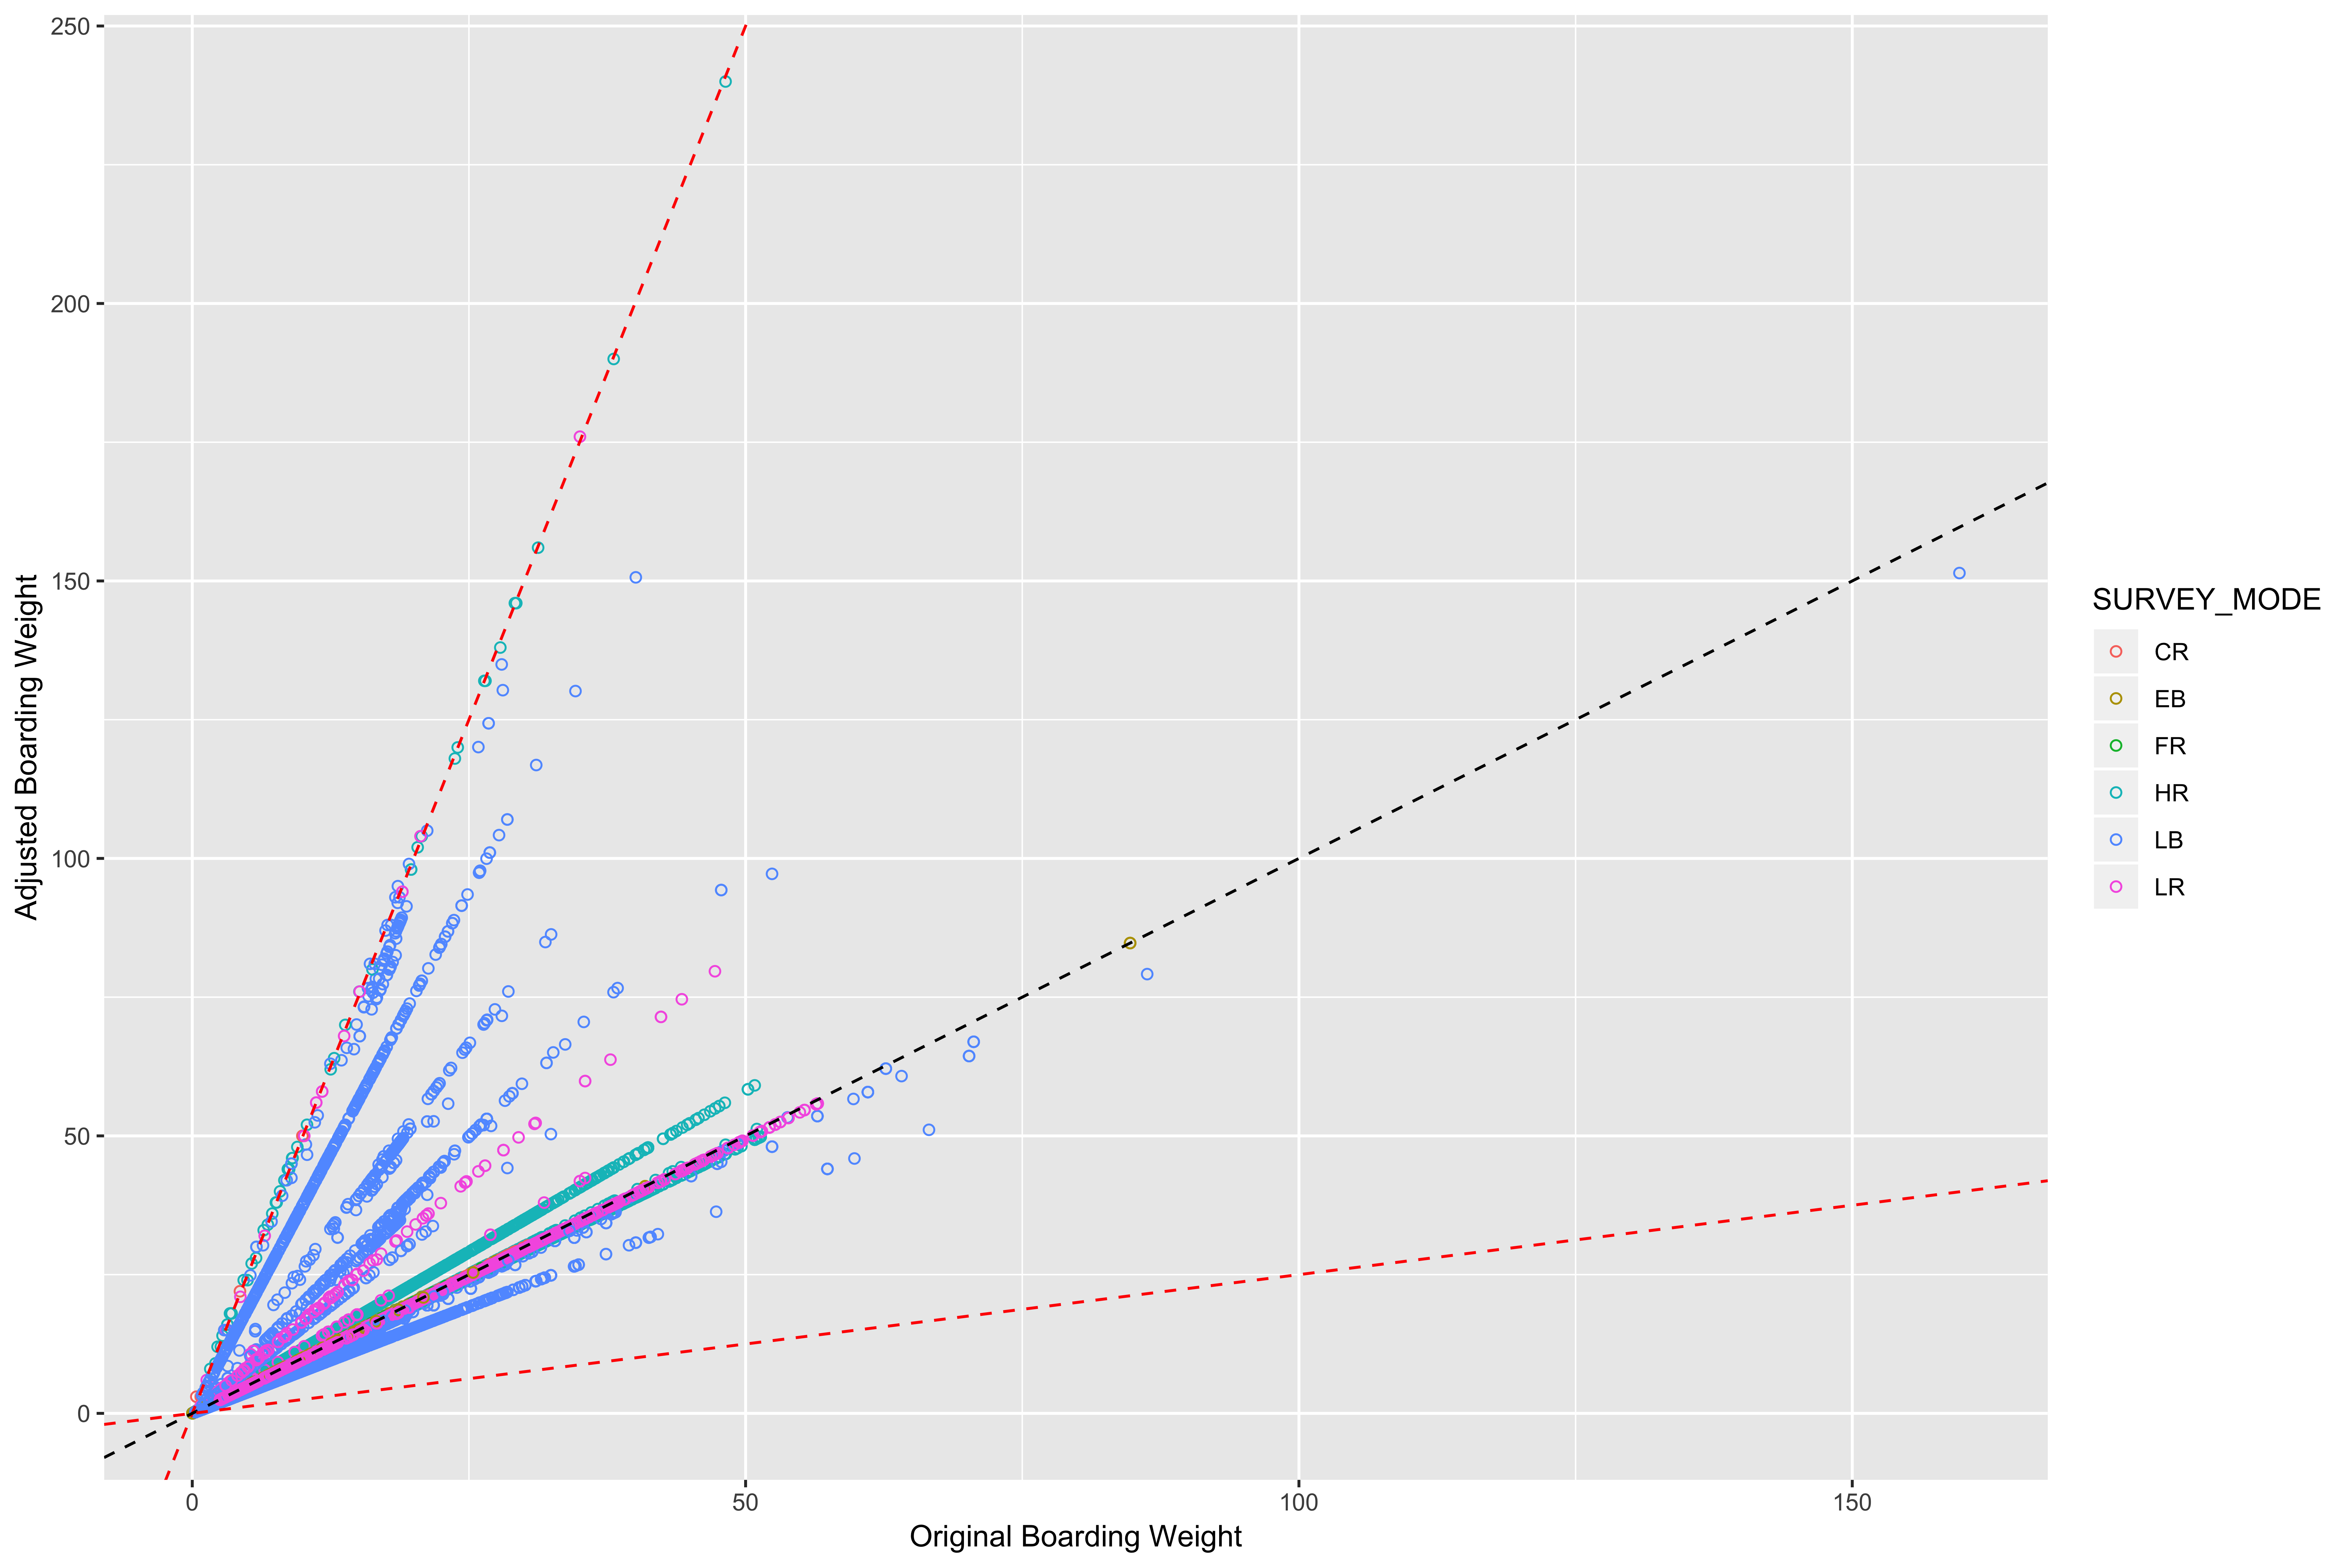 250
200
150
100
50
0
Adjusted Boarding Weight
0
50
100
150
Original Boarding Weight
SURVEY_MODE
CR
EB
FR
HR
LB
LR